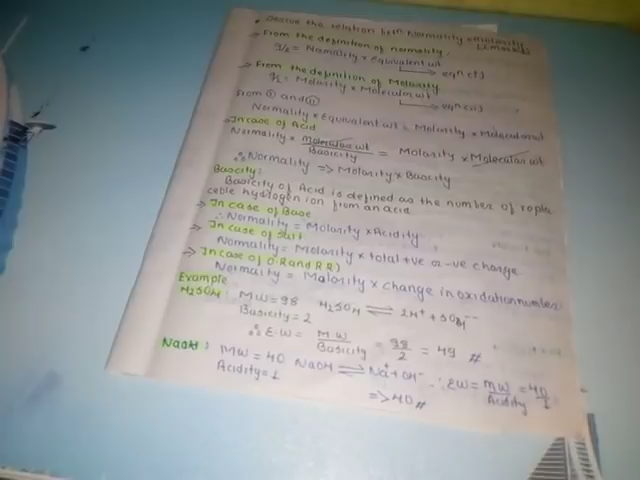 • Derive the relation betn Normality & Molarity
(2 marks)
→ From the definition of normality:
g/L = Normality × Equivalent wt
→ eqn (i)
→ From the definition of Molarity
g/L = Molarity × Molecular wt
→ eqn (ii)
From ① and ⑪
Normality × Equivalent wt = Molarity × Molecular wt
→ In case of Acid
Normality × Molecular wt / Basicity = Molarity × Molecular wt
∴ Normality => Molarity × Basicity
Basicity:
Basicity of Acid is defined as the number of repla
ceble hydrogen ion from an acid
→ In case of Base
∴ Normality = Molarity × Acidity
→ In case of salt
Normality = Molarity × total +ve or -ve charge
→ In case of O.R and R.R)
Normality = Molarity × change in oxidation number
Example
H2SO4: MW = 98 H2SO4 ⇌ 2H+ + SO4--
Basicity = 2
∴ E.W = MW / Basicity = 98 / 2 = 49 #
NaOH: MW = 40 NaOH ⇌ Na+ + OH- ∴ EW = MW / Acidity = 40 / 1
Acidity = 1
=> 40 #